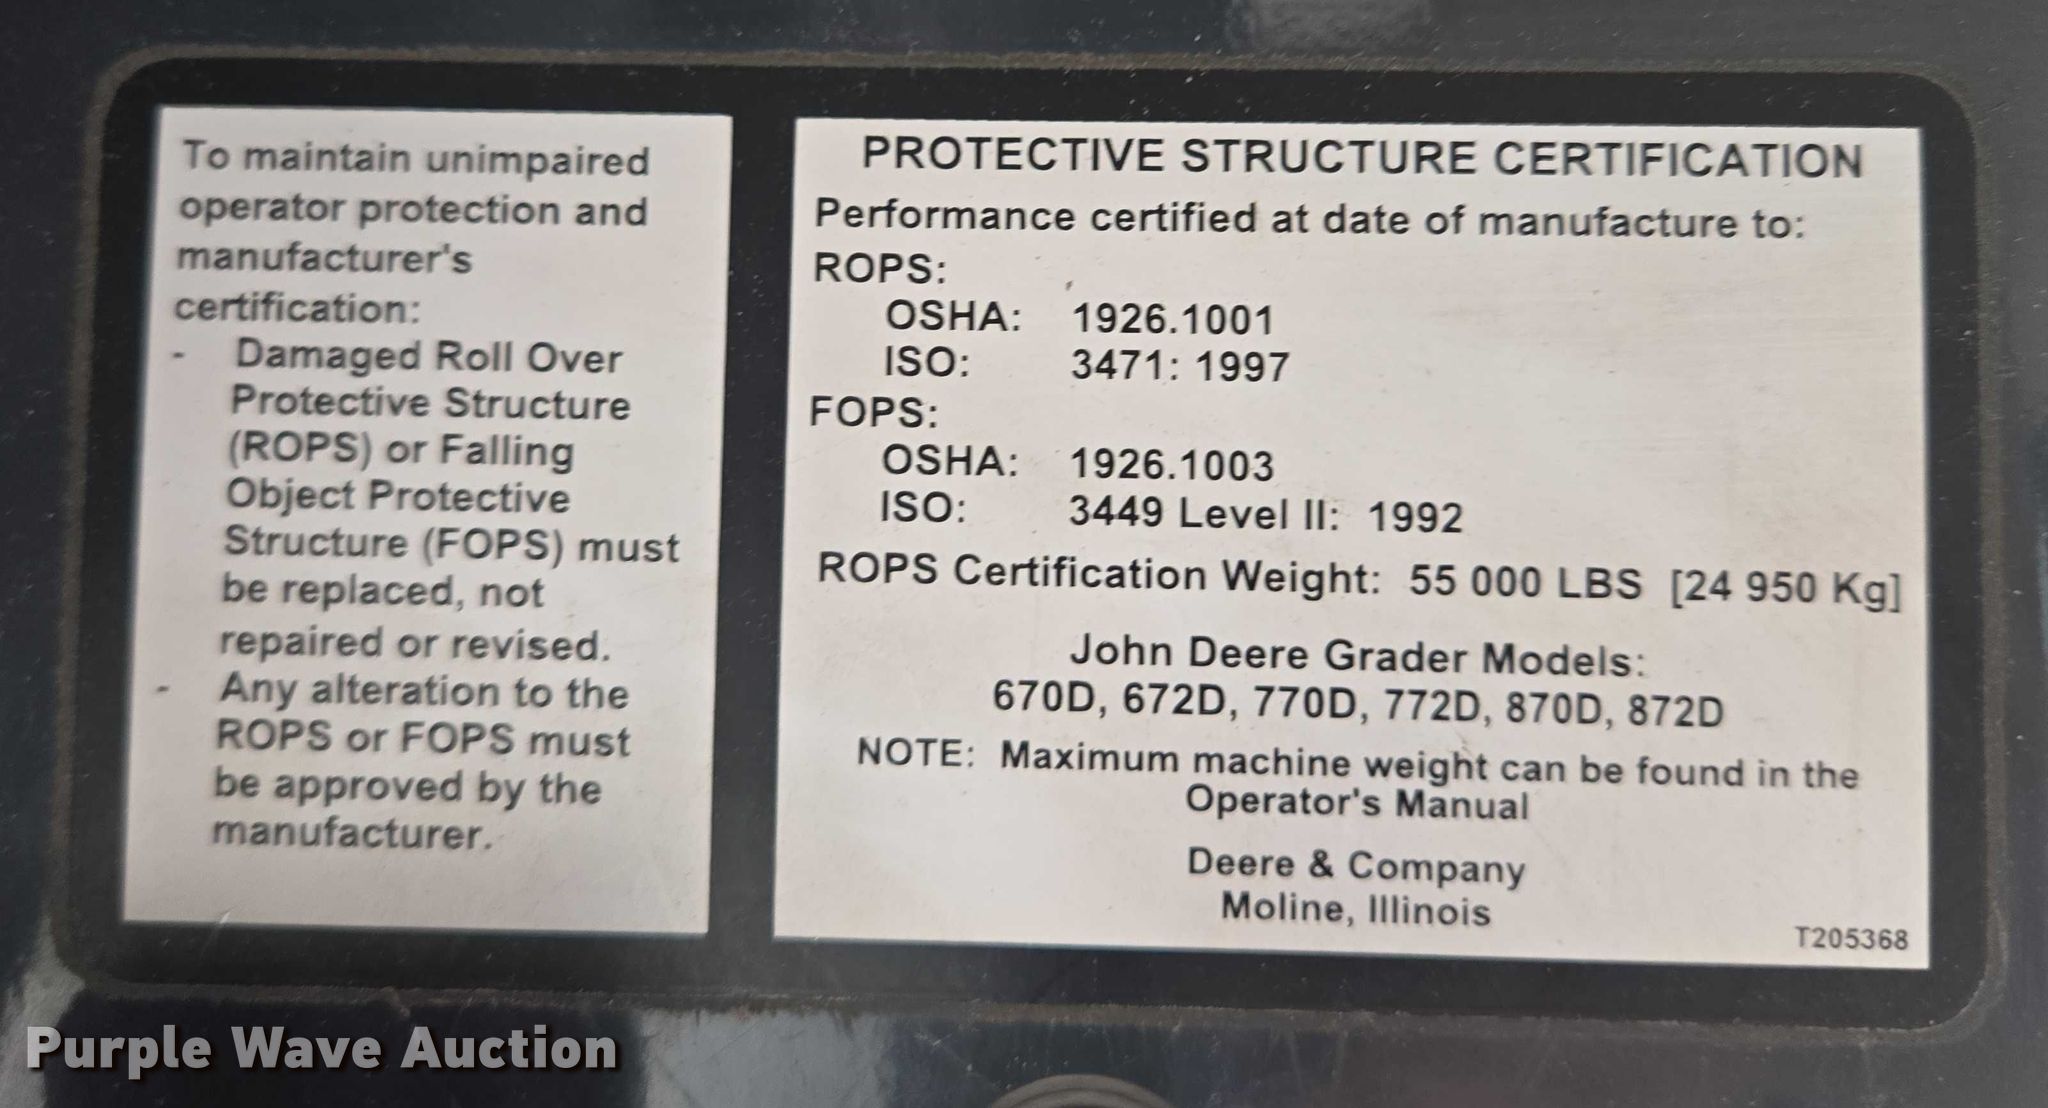 To maintain unimpaired
operator protection and
manufacturer's
certification:
- Damaged Roll Over
Protective Structure
(ROPS) or Falling
Object Protective
Structure (FOPS) must
be replaced, not
repaired or revised.
- Any alteration to the
ROPS or FOPS must
be approved by the
manufacturer.
PROTECTIVE STRUCTURE CERTIFICATION
Performance certified at date of manufacture to:
ROPS:
OSHA: 1926.1001
ISO: 3471: 1997
FOPS:
OSHA: 1926.1003
ISO: 3449 Level II: 1992
ROPS Certification Weight: 55 000 LBS [24 950 Kg]
John Deere Grader Models:
670D, 672D, 770D, 772D, 870D, 872D
NOTE: Maximum machine weight can be found in the
Operator's Manual
Deere & Company
Moline, Illinois
T205368
Purple Wave Auction